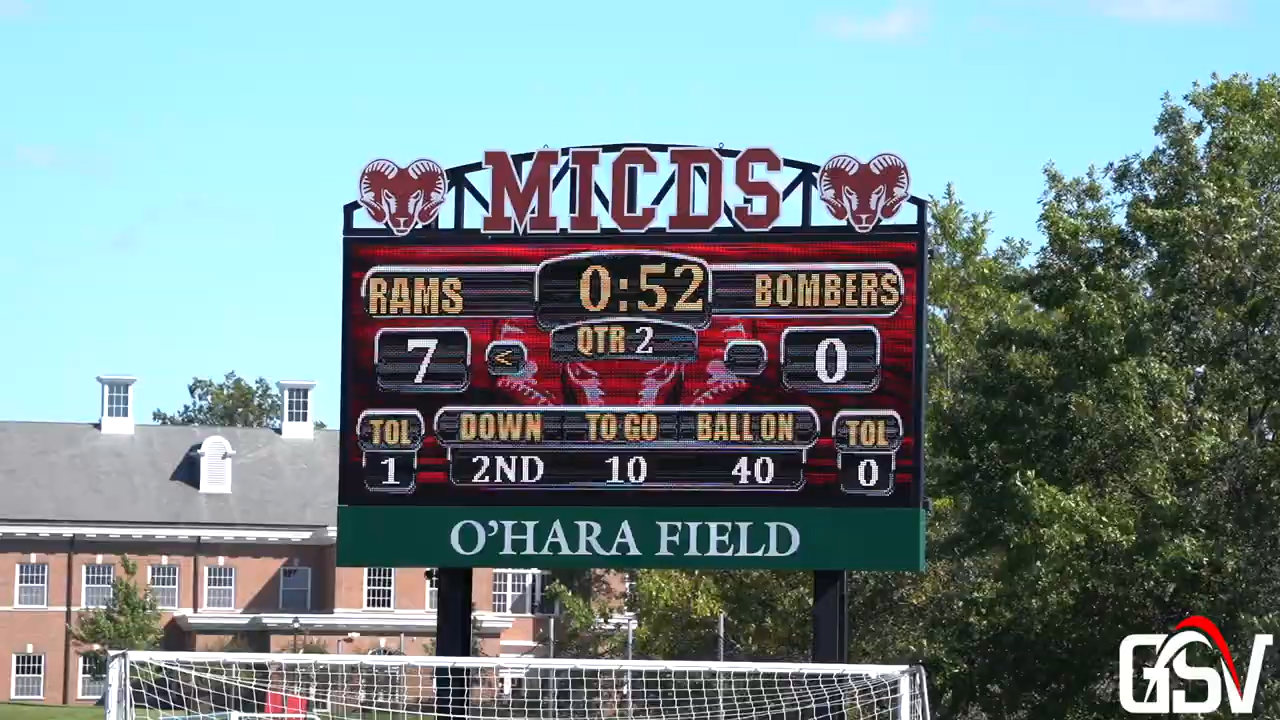 MICDS
RAMS 0:52 BOMBERS
7 < QTR 2 0
TOL DOWN TO GO BALL ON TOL
1 2ND 10 40 0
O'HARA FIELD
GSV